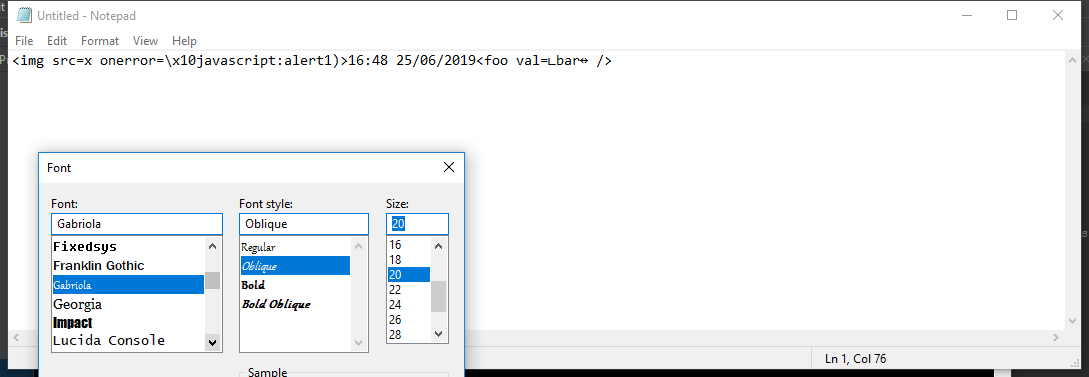 Untitled - Notepad
File Edit Format View Help
<img src=x onerror=\x10javascript:alert1)>16:48 25/06/2019<foo val=∟bar↔ />
Font
Font: Font style: Size:
Gabriola Oblique 20
Fixedsys
Franklin Gothic
Gabriola
Georgia
Impact
Lucida Console
Regular
Oblique
Bold
Bold Oblique
16
18
20
22
24
26
28
Sample
Ln 1, Col 76